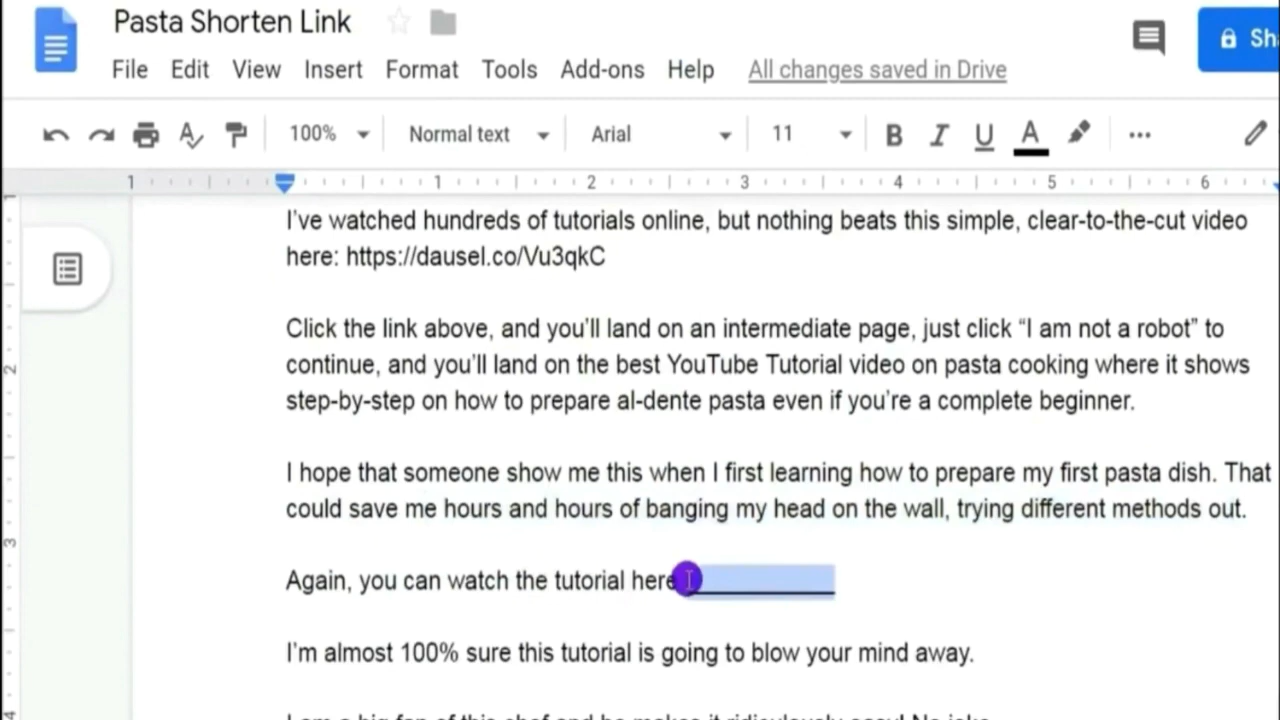 Pasta Shorten Link
File Edit View Insert Format Tools Add-ons Help All changes saved in Drive
100% Normal text Arial 11 B I U A
1 1 2 3 4 5 6
I've watched hundreds of tutorials online, but nothing beats this simple, clear-to-the-cut video
here: https://dausel.co/Vu3qkC
Click the link above, and you'll land on an intermediate page, just click “I am not a robot” to
continue, and you'll land on the best YouTube Tutorial video on pasta cooking where it shows
step-by-step on how to prepare al-dente pasta even if you're a complete beginner.
I hope that someone show me this when I first learning how to prepare my first pasta dish. That
could save me hours and hours of banging my head on the wall, trying different methods out.
Again, you can watch the tutorial here
I'm almost 100% sure this tutorial is going to blow your mind away.